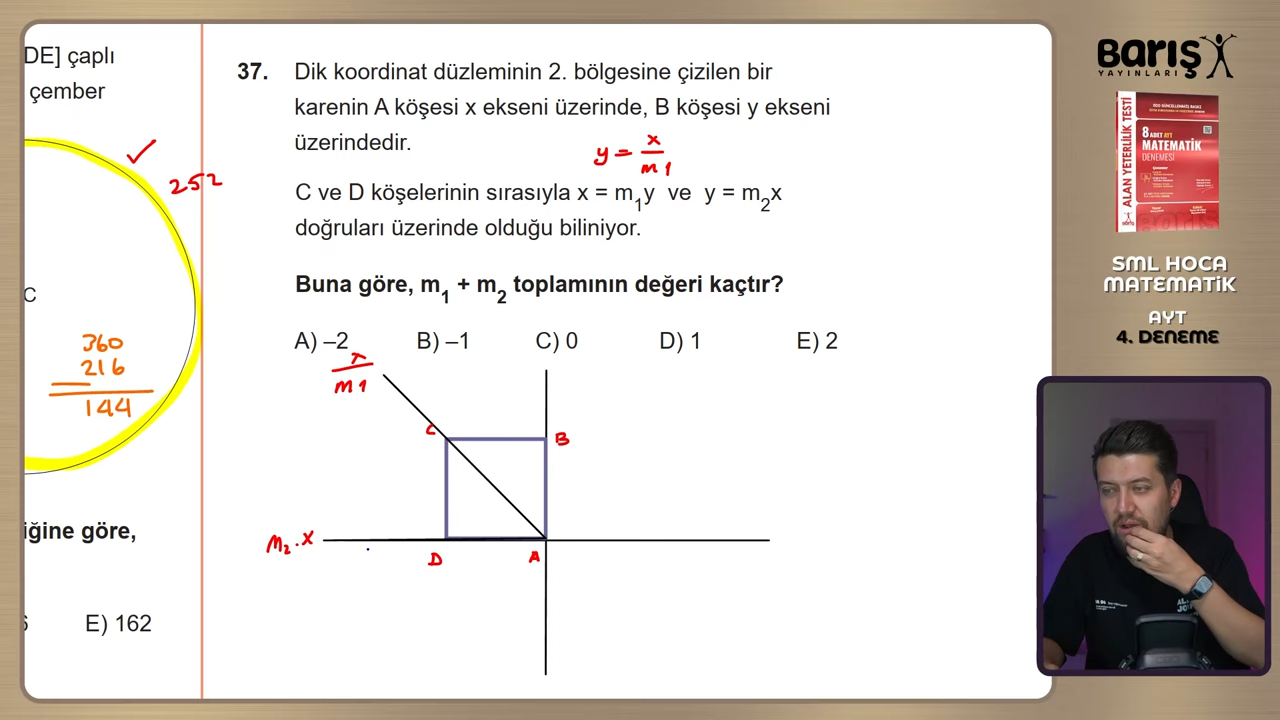 DE] çaplı
çember
252
C
360
216
144
iğine göre,
E) 162
37. Dik koordinat düzleminin 2. bölgesine çizilen bir
karenin A köşesi x ekseni üzerinde, B köşesi y ekseni
üzerindedir.
y = x/m1
C ve D köşelerinin sırasıyla x = m₁y ve y = m₂x
doğruları üzerinde olduğu biliniyor.
Buna göre, m₁ + m₂ toplamının değeri kaçtır?
A) –2 B) –1 C) 0 D) 1 E) 2
m1
C
B
m₂.x
D
A
BARIŞ
YAYINLARI
ALAN YETERLİLİK TESTİ
8 ADET AYT
MATEMATİK
DENEMESİ
SML HOCA
MATEMATİK
AYT
4. DENEME